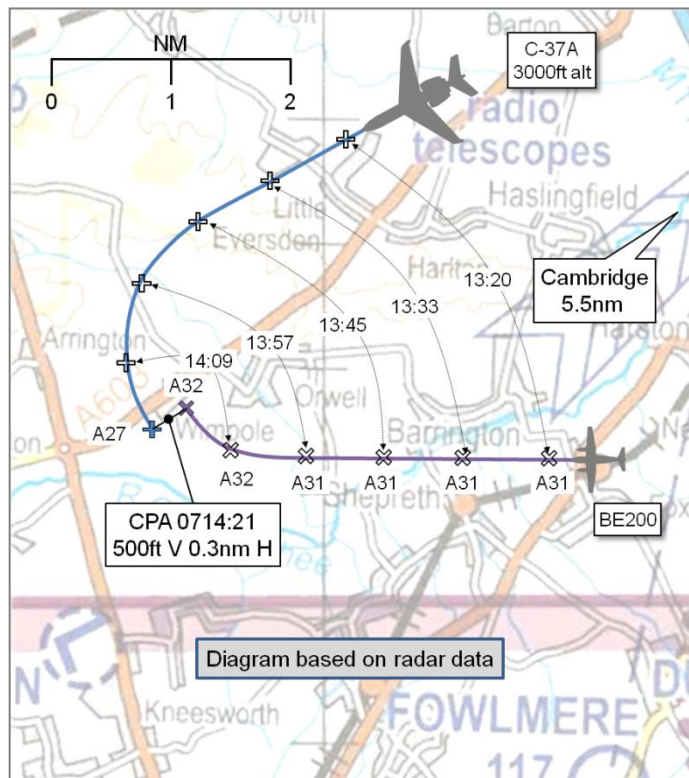 NM
0
1
2
C-37A
3000ft alt
Toft
Barton
radio
telescopes
Haslingfield
Little
Eversden
Harlton
13:20
Cambridge
5.5nm
13:33
13:45
13:57
Arrington
14:09
A32
A603
Orwell
Wimpole
Barrington
A27
A32
A31
A31
A31
A31
Shepreth
BE200
CPA 0714:21
500ft V 0.3nm H
Diagram based on radar data
N
Kneesworth
FOWLMERE
117